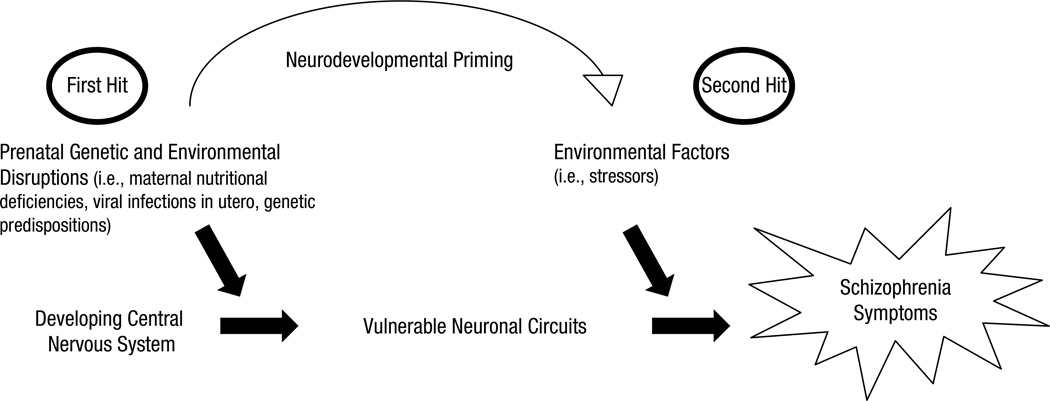 Neurodevelopmental Priming
First Hit
Second Hit
Prenatal Genetic and Environmental
Disruptions (i.e., maternal nutritional
deficiencies, viral infections in utero, genetic
predispositions)
Environmental Factors
(i.e., stressors)
Developing Central
Nervous System
Vulnerable Neuronal Circuits
Schizophrenia
Symptoms